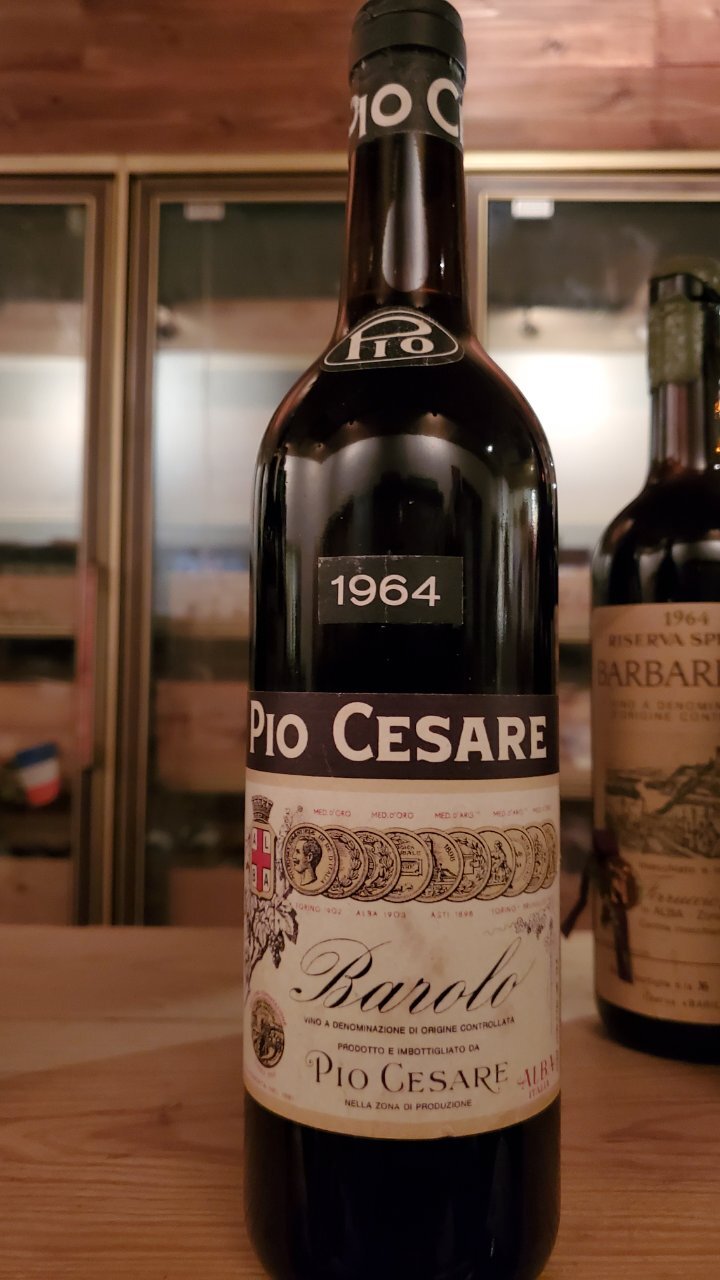 PIO C
PIO
1964
PIO CESARE
MED. D'ORO MED. D'ORO MED. D'ARG.
TORINO 1902 ALBA 1903 ASTI 1898 TORINO
Barolo
VINO A DENOMINAZIONE DI ORIGINE CONTROLLATA
PRODOTTO E IMBOTTIGLIATO DA
PIO CESARE
ALBA
ITALIA
NELLA ZONA DI PRODUZIONE
1964
RISERVA SPE
BARBAR
VINO A DENOMIN
ORIGINE CONT
ALBA